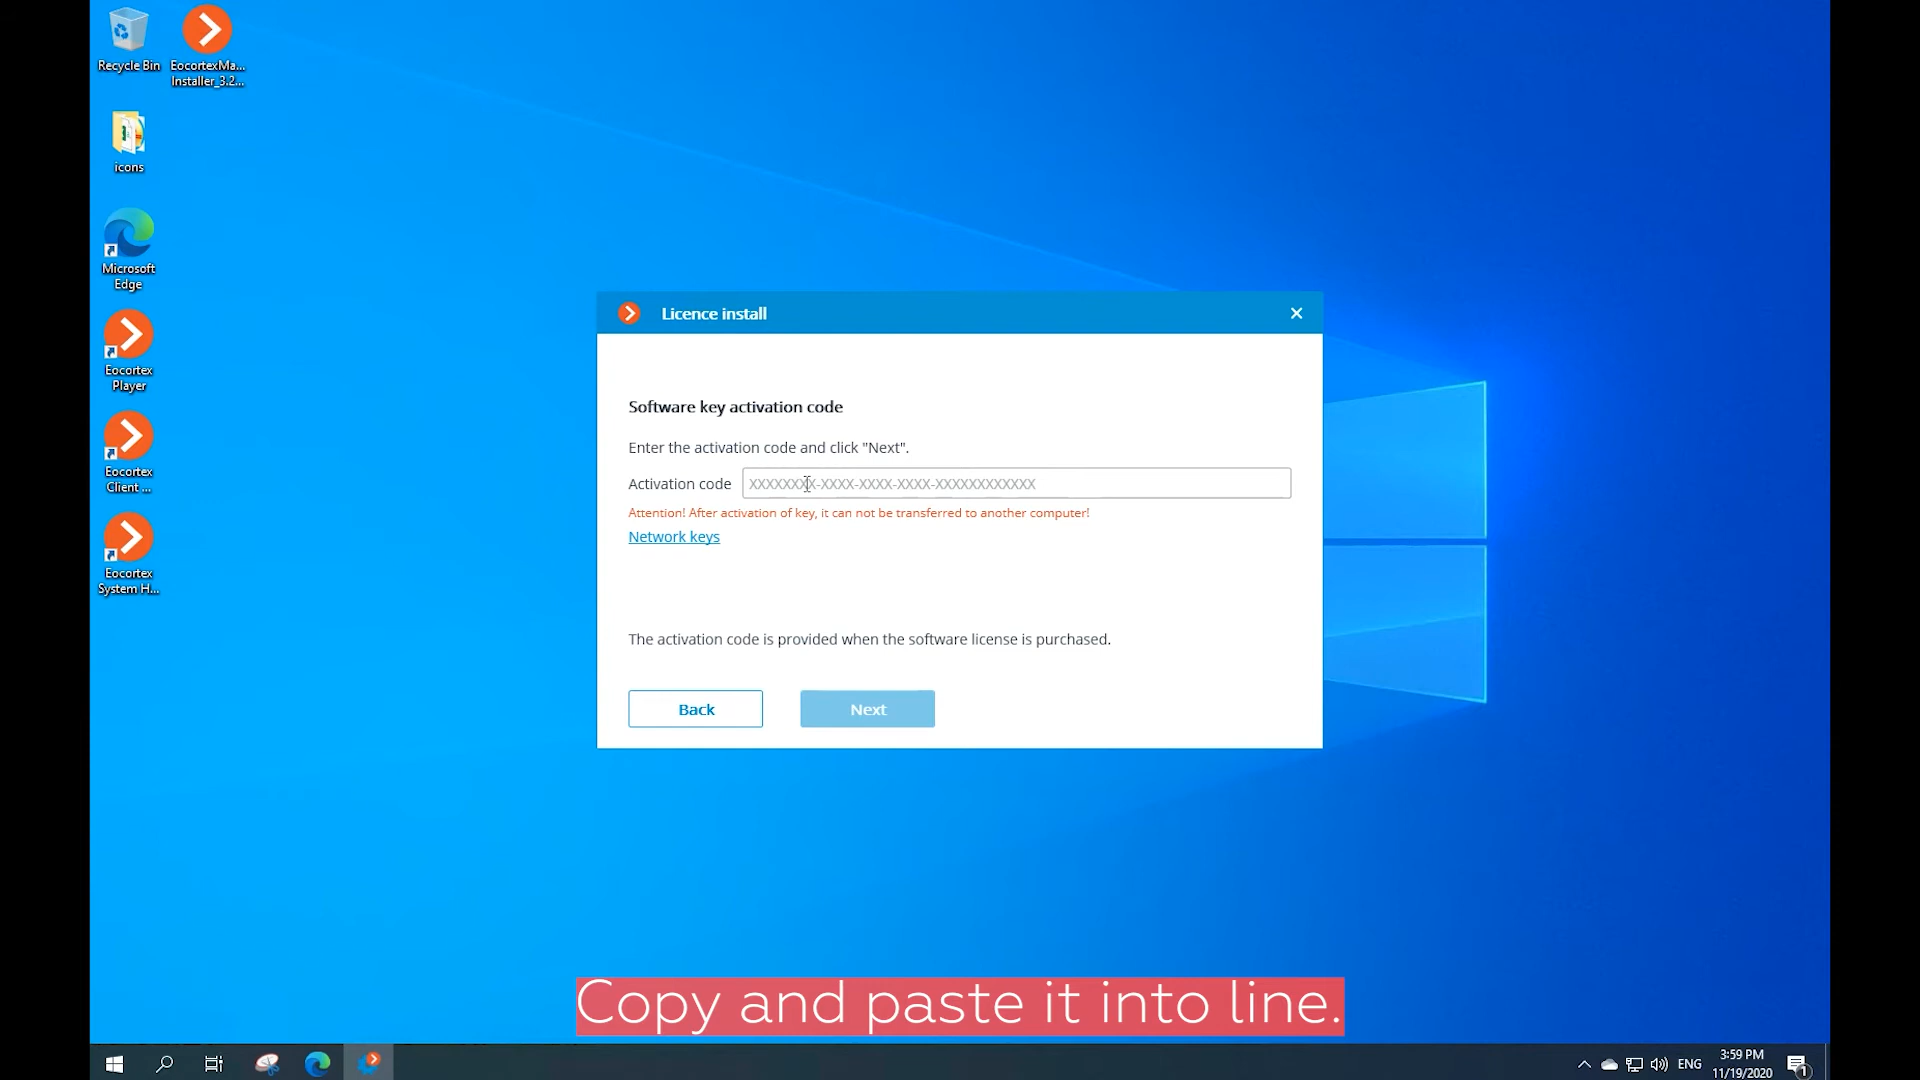 Recycle Bin
EocortexMa...
Installer_3.2...
icons
Microsoft
Edge
Eocortex
Player
Eocortex
Client ...
Eocortex
System H...
Licence install
Software key activation code
Enter the activation code and click "Next".
Activation code XXXXXXXX-XXXX-XXXX-XXXX-XXXXXXXXXXXX
Attention! After activation of key, it can not be transferred to another computer!
Network keys
The activation code is provided when the software license is purchased.
Back
Next
Copy and paste it into line.
ENG
3:59 PM
11/19/2020
1